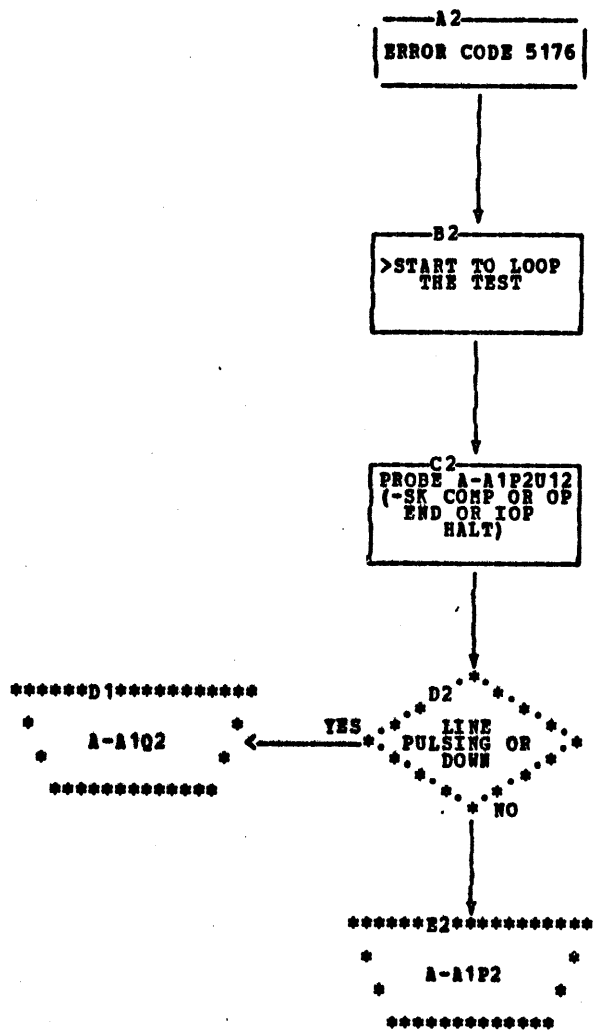 A2
ERROR CODE 5176
B2
>START TO LOOP
THE TEST
C2
PROBE A-A1P2U12
(-SK COMP OR OP
END OR IOP
HALT)
D1
A-A1Q2
YES
D2
LINE
PULSING OR
DOWN
NO
E2
A-A1P2